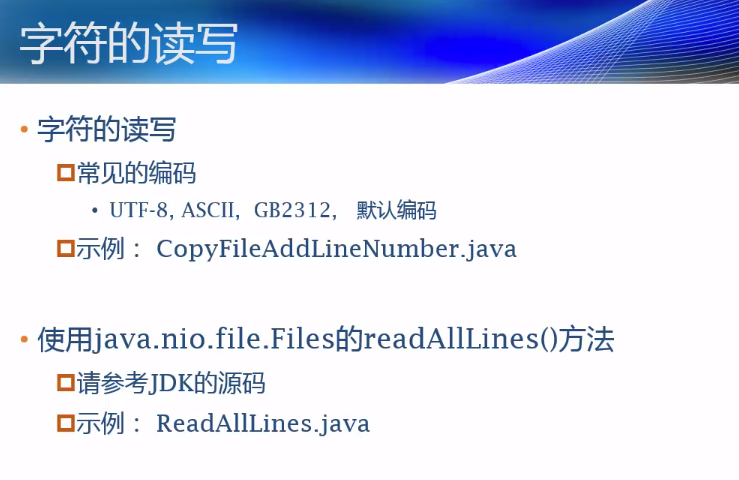 字符的读写
• 字符的读写
常见的编码
• UTF-8, ASCII，GB2312， 默认编码
示例： CopyFileAddLineNumber.java
• 使用java.nio.file.Files的readAllLines()方法
请参考JDK的源码
示例： ReadAllLines.java